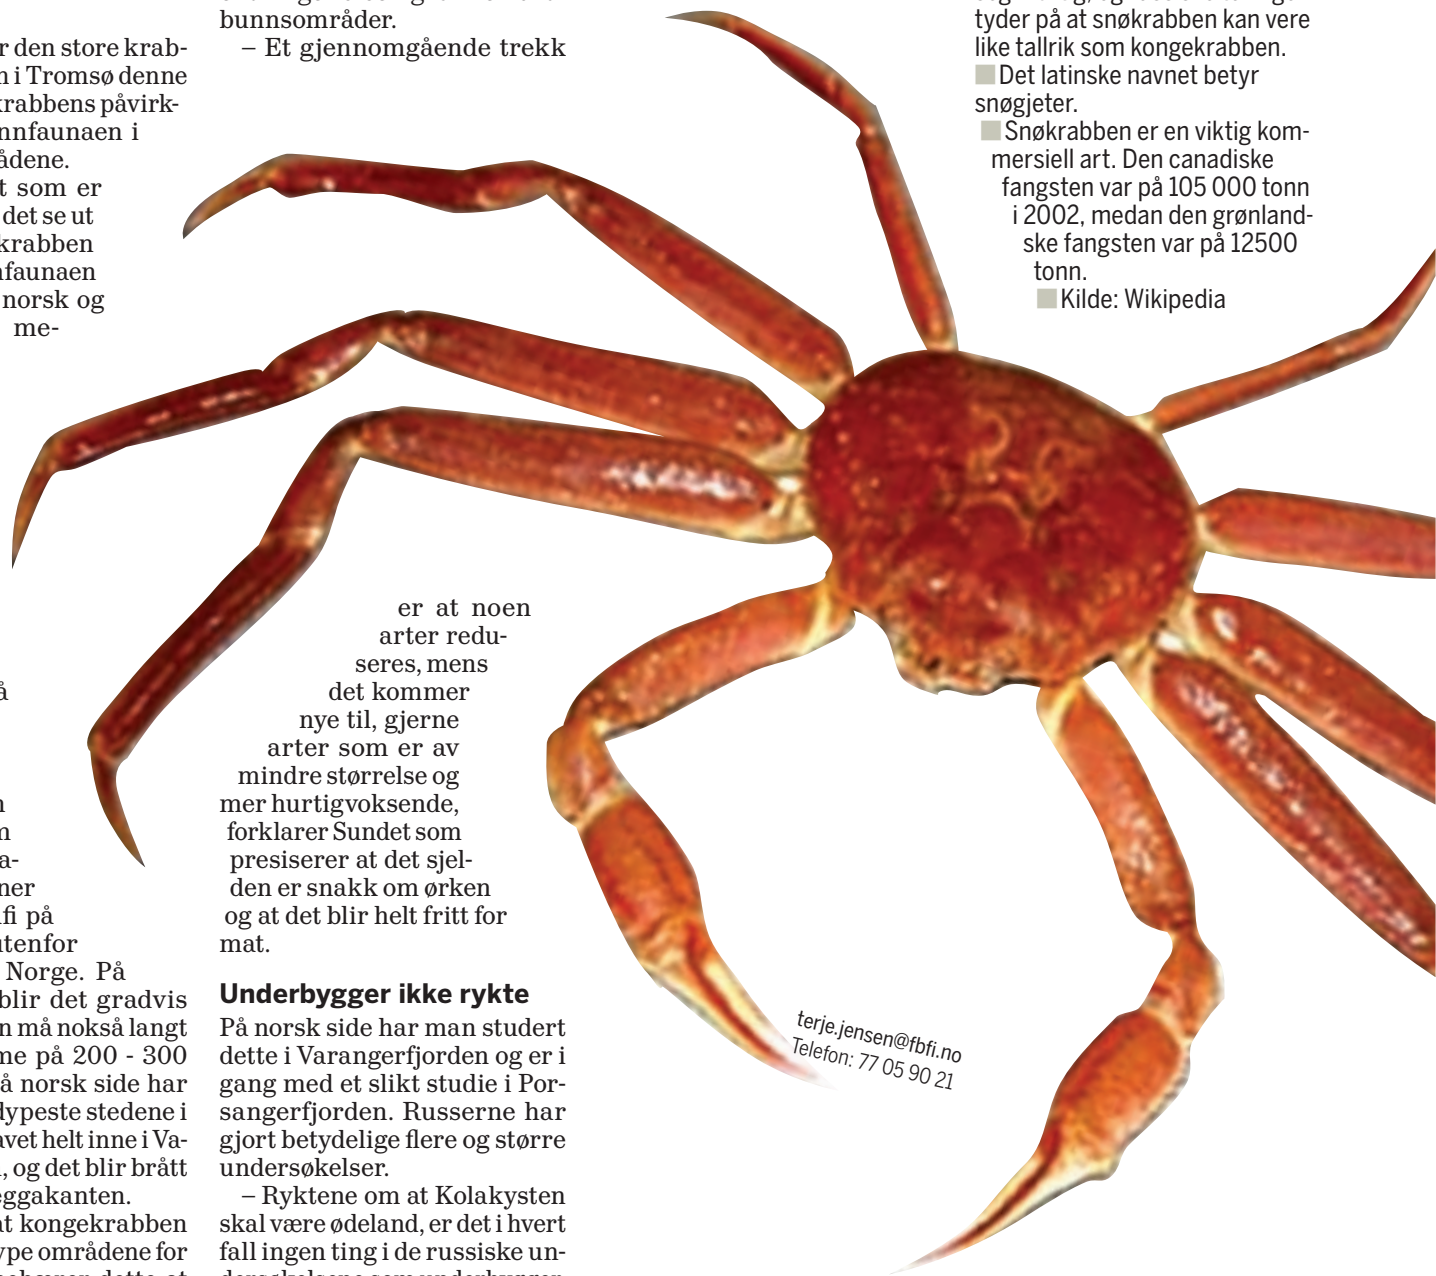 r den store krab-
n i Tromsø denne
krabbens påvirk-
nnfaunaen i
ådene.
t som er
det se ut
krabben
nfaunaen
norsk og
me-
å
n
n
a-
ner
fi på
utenfor
Norge. På
blir det gradvis
n må nokså langt
me på 200 - 300
å norsk side har
dypeste stedene i
avet helt inne i Va-
, og det blir brått
eggakanten.
at kongekrabben
ype områdene for
bunnsområder.
– Et gjennomgående trekk
er at noen
arter redu-
seres, mens
det kommer
nye til, gjerne
arter som er av
mindre størrelse og
mer hurtigvoksende,
forklarer Sundet som
presiserer at det sjel-
den er snakk om ørken
og at det blir helt fritt for
mat.
Underbygger ikke rykte
På norsk side har man studert
dette i Varangerfjorden og er i
gang med et slikt studie i Por-
sangerfjorden. Russerne har
gjort betydelige flere og større
undersøkelser.
– Ryktene om at Kolakysten
skal være ødeland, er det i hvert
fall ingen ting i de russiske un-
dersøkelsene som underbygger
terje.jensen@fbfi.no
Telefon: 77 05 90 21
tyder på at snøkrabben kan vere
like tallrik som kongekrabben.
Det latinske navnet betyr
snøgjeter.
Snøkrabben er en viktig kom-
mersiell art. Den canadiske
fangsten var på 105 000 tonn
i 2002, medan den grønland-
ske fangsten var på 12500
tonn.
Kilde: Wikipedia